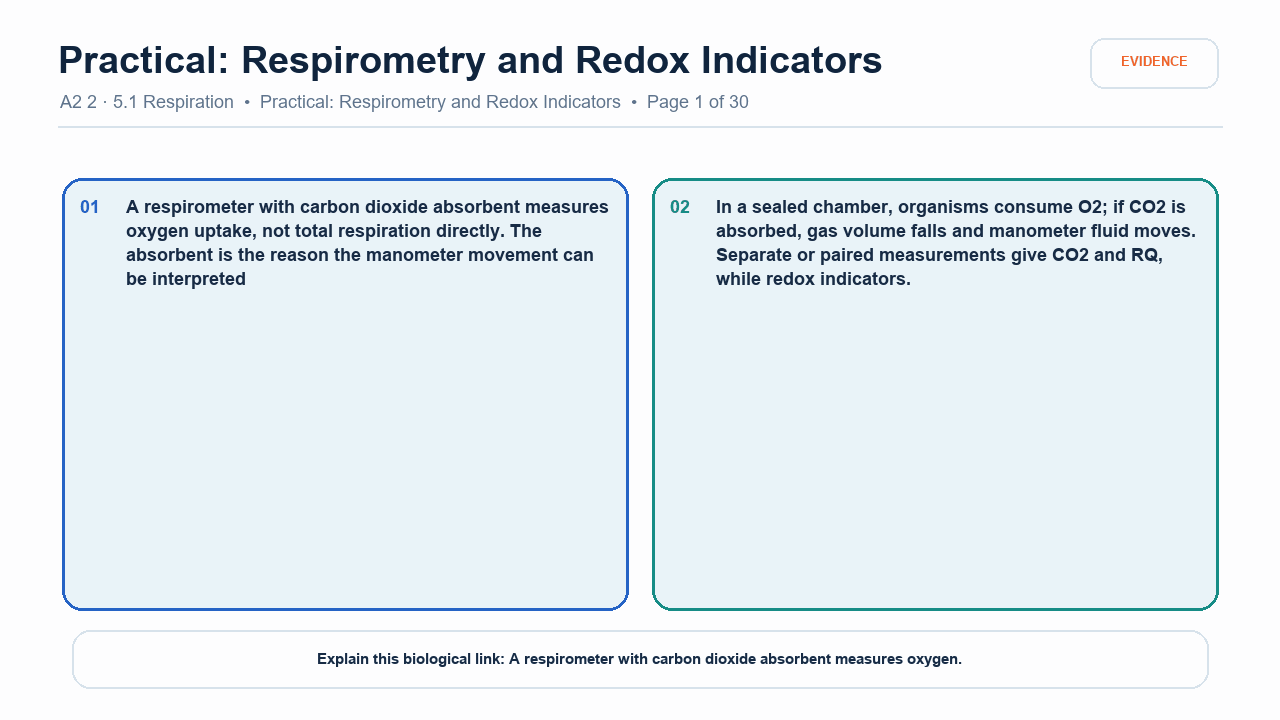 Practical: Respirometry and Redox Indicators
EVIDENCE
A2 2 · 5.1 Respiration • Practical: Respirometry and Redox Indicators • Page 1 of 30
01
A respirometer with carbon dioxide absorbent measures
oxygen uptake, not total respiration directly. The
absorbent is the reason the manometer movement can
be interpreted
02
In a sealed chamber, organisms consume O2; if CO2 is
absorbed, gas volume falls and manometer fluid moves.
Separate or paired measurements give CO2 and RQ,
while redox indicators.
Explain this biological link: A respirometer with carbon dioxide absorbent measures oxygen.